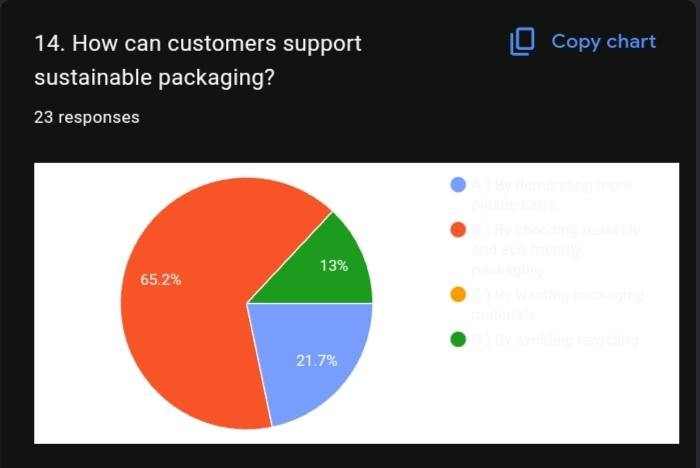 14. How can customers support
sustainable packaging?
Copy chart
23 responses
65.2%
13%
21.7%
A ) By demanding more
plastic bags
B ) By choosing reusable
and eco-friendly
packaging
C ) By wasting packaging
materials
D ) By avoiding recycling